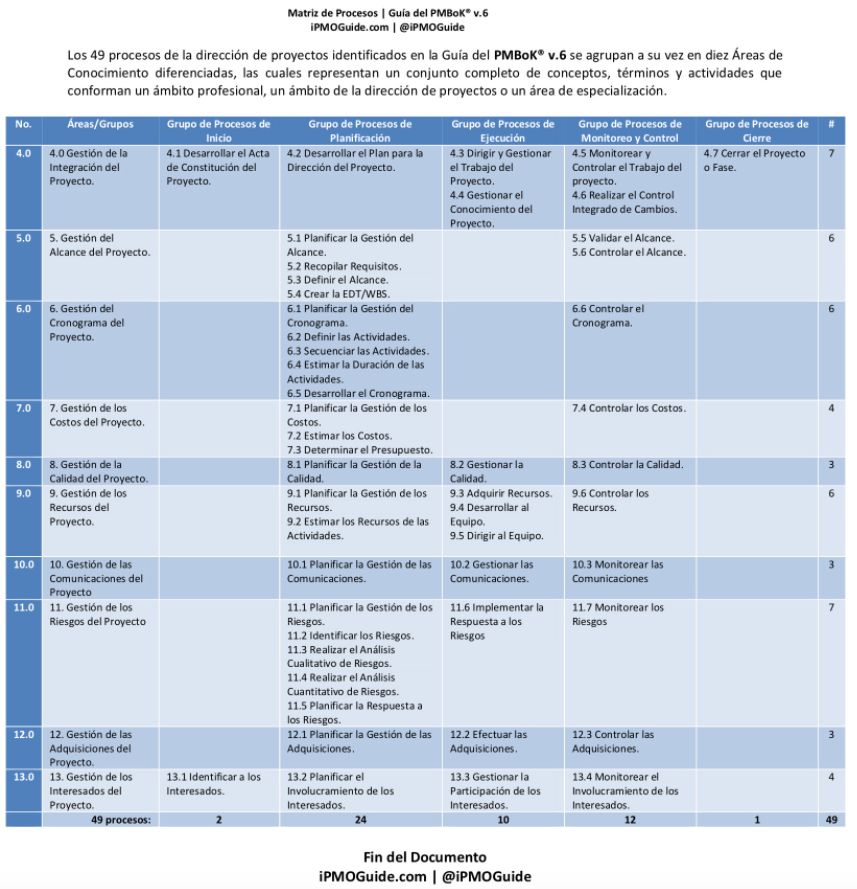 Matriz de Procesos | Guía del PMBoK® v.6
iPMOGuide.com | @iPMOGuide
Los 49 procesos de la dirección de proyectos identificados en la Guía del PMBoK® v.6 se agrupan a su vez en diez Áreas de
Conocimiento diferenciadas, las cuales representan un conjunto completo de conceptos, términos y actividades que
conforman un ámbito profesional, un ámbito de la dirección de proyectos o un área de especialización.
No.
Áreas/Grupos
Grupo de Procesos de
Inicio
Grupo de Procesos de
Planificación
Grupo de Procesos de
Ejecución
Grupo de Procesos de
Monitoreo y Control
Grupo de Procesos de
Cierre
#
4.0
4.0 Gestión de la
Integración del
Proyecto.
4.1 Desarrollar el Acta
de Constitución del
Proyecto.
4.2 Desarrollar el Plan para la
Dirección del Proyecto.
4.3 Dirigir y Gestionar
el Trabajo del
Proyecto.
4.4 Gestionar el
Conocimiento del
Proyecto.
4.5 Monitorear y
Controlar el Trabajo del
proyecto.
4.6 Realizar el Control
Integrado de Cambios.
4.7 Cerrar el Proyecto
o Fase.
7
5.0
5. Gestión del
Alcance del Proyecto.
5.1 Planificar la Gestión del
Alcance.
5.2 Recopilar Requisitos.
5.3 Definir el Alcance.
5.4 Crear la EDT/WBS.
5.5 Validar el Alcance.
5.6 Controlar el Alcance.
6
6.0
6. Gestión del
Cronograma del
Proyecto.
6.1 Planificar la Gestión del
Cronograma.
6.2 Definir las Actividades.
6.3 Secuenciar las Actividades.
6.4 Estimar la Duración de las
Actividades.
6.5 Desarrollar el Cronograma.
6.6 Controlar el
Cronograma.
6
7.0
7. Gestión de los
Costos del Proyecto.
7.1 Planificar la Gestión de los
Costos.
7.2 Estimar los Costos.
7.3 Determinar el Presupuesto.
7.4 Controlar los Costos.
4
8.0
8. Gestión de la
Calidad del Proyecto.
8.1 Planificar la Gestión de la
Calidad.
8.2 Gestionar la
Calidad.
8.3 Controlar la Calidad.
3
9.0
9. Gestión de los
Recursos del
Proyecto.
9.1 Planificar la Gestión de los
Recursos.
9.2 Estimar los Recursos de las
Actividades.
9.3 Adquirir Recursos.
9.4 Desarrollar al
Equipo.
9.5 Dirigir al Equipo.
9.6 Controlar los
Recursos.
6
10.0
10. Gestión de las
Comunicaciones del
Proyecto
10.1 Planificar la Gestión de las
Comunicaciones.
10.2 Gestionar las
Comunicaciones.
10.3 Monitorear las
Comunicaciones
3
11.0
11. Gestión de los
Riesgos del Proyecto
11.1 Planificar la Gestión de los
Riesgos.
11.2 Identificar los Riesgos.
11.3 Realizar el Análisis
Cualitativo de Riesgos.
11.4 Realizar el Análisis
Cuantitativo de Riesgos.
11.5 Planificar la Respuesta a
los Riesgos.
11.6 Implementar la
Respuesta a los
Riesgos
11.7 Monitorear los
Riesgos
7
12.0
12. Gestión de las
Adquisiciones del
Proyecto.
12.1 Planificar la Gestión de las
Adquisiciones.
12.2 Efectuar las
Adquisiciones.
12.3 Controlar las
Adquisiciones.
3
13.0
13. Gestión de los
Interesados del
Proyecto.
13.1 Identificar a los
Interesados.
13.2 Planificar el
Involucramiento de los
Interesados.
13.3 Gestionar la
Participación de los
Interesados.
13.4 Monitorear el
Involucramiento de los
Interesados.
4
49 procesos:
2
24
10
12
1
49
Fin del Documento
iPMOGuide.com | @iPMOGuide